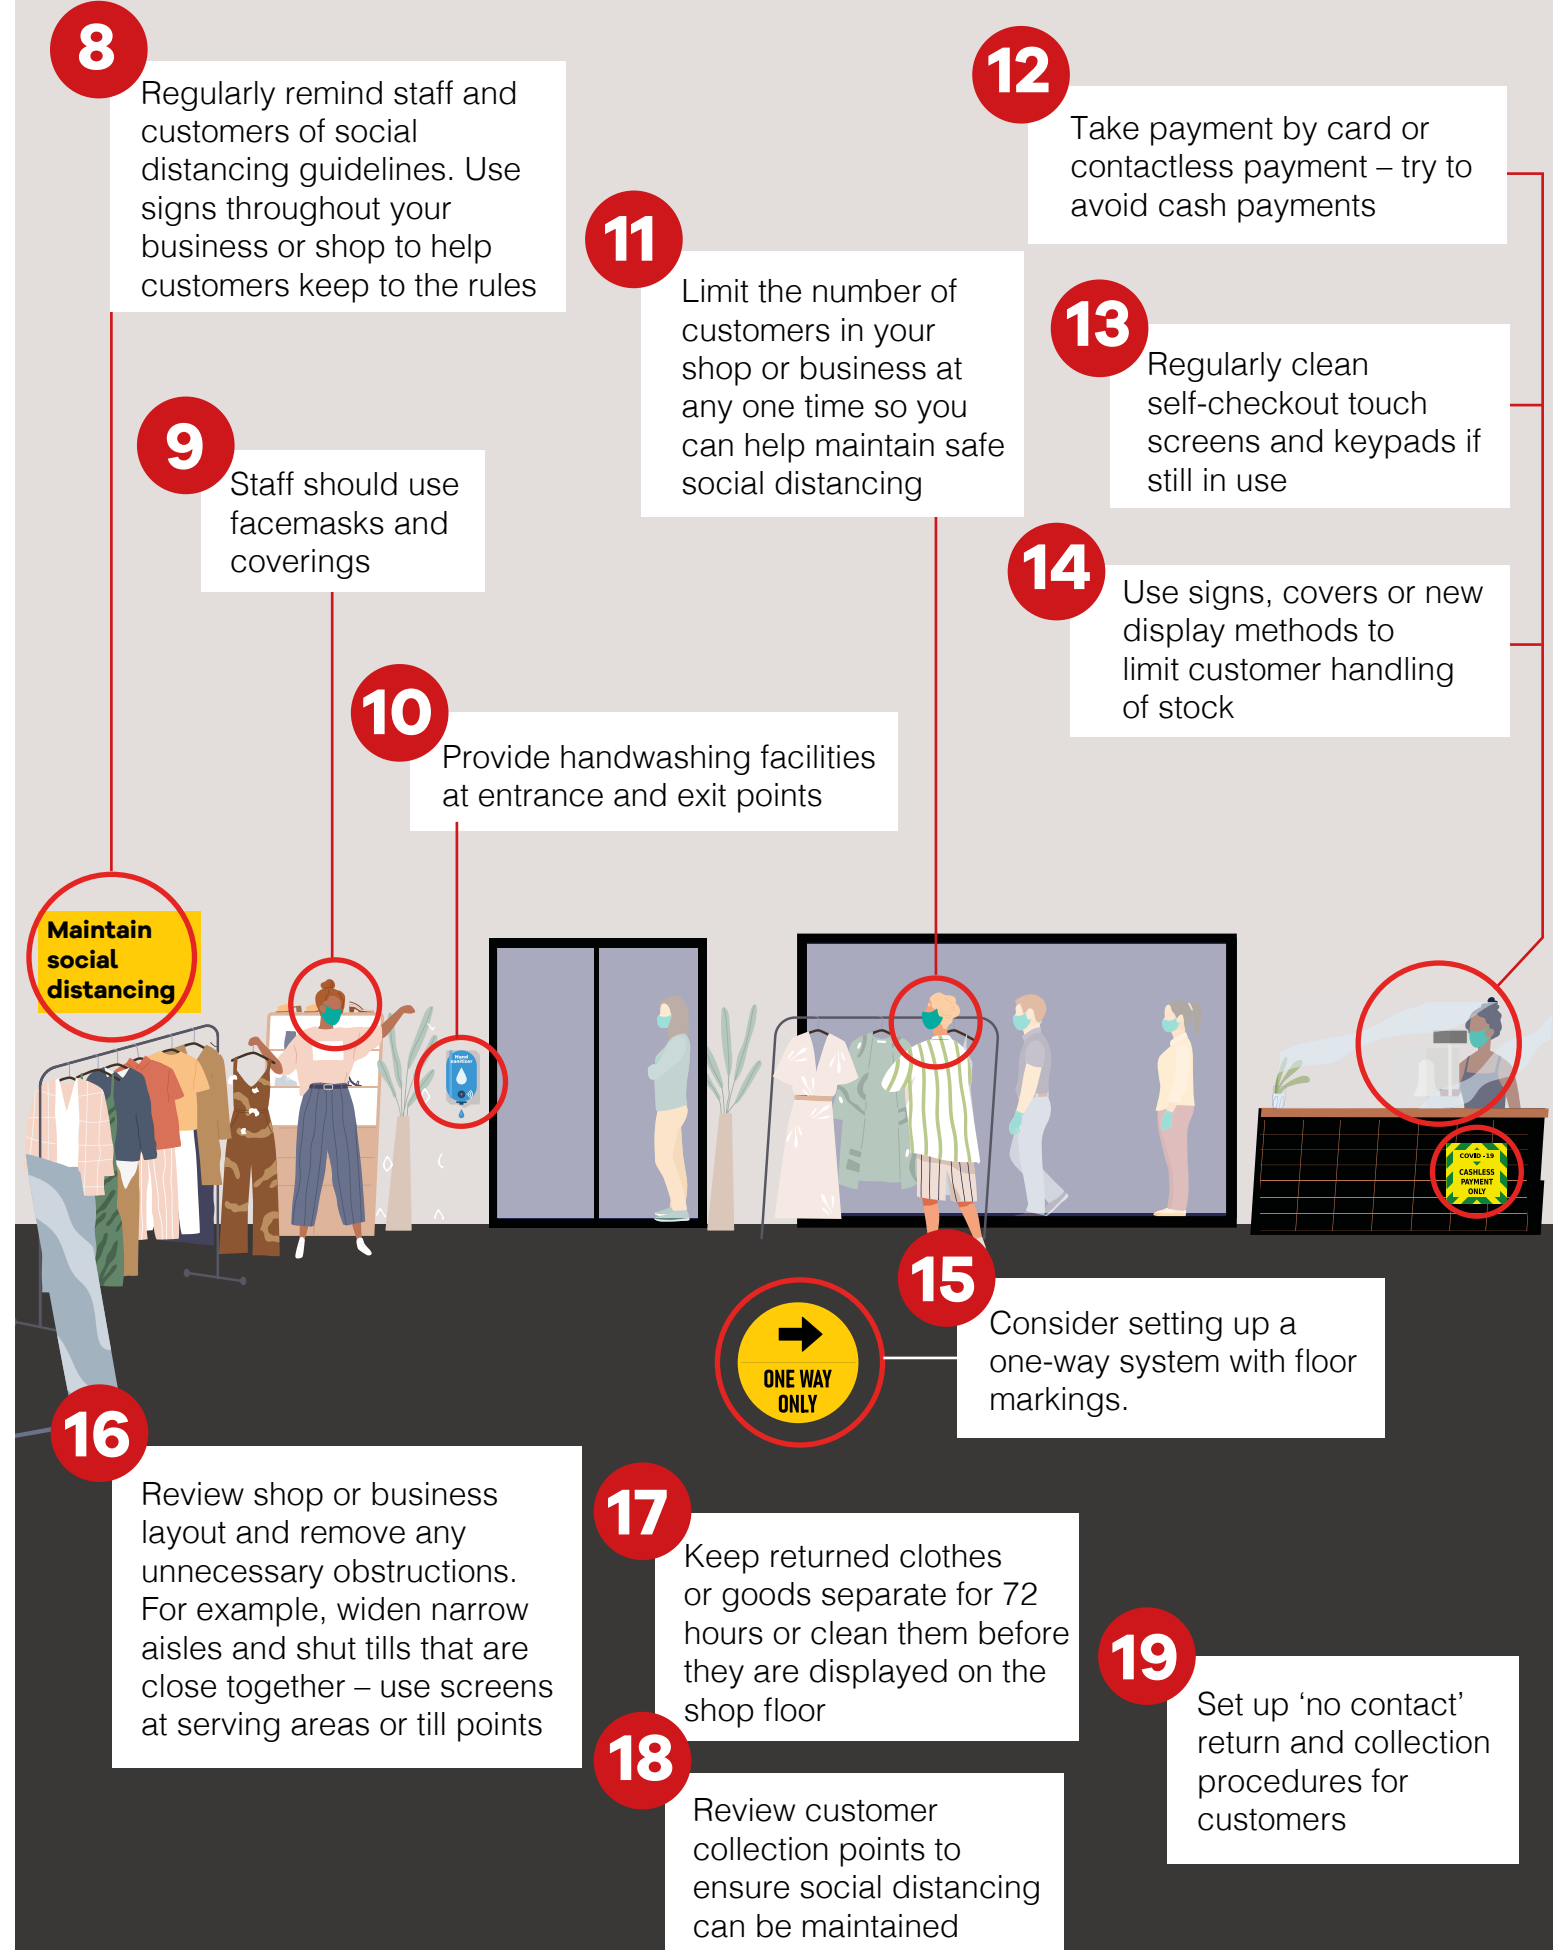 8
Regularly remind staff and
customers of social
distancing guidelines. Use
signs throughout your
business or shop to help
customers keep to the rules
9
Staff should use
facemasks and
coverings
10
Provide handwashing facilities
at entrance and exit points
11
Limit the number of
customers in your
shop or business at
any one time so you
can help maintain safe
social distancing
12
Take payment by card or
contactless payment – try to
avoid cash payments
13
Regularly clean
self-checkout touch
screens and keypads if
still in use
14
Use signs, covers or new
display methods to
limit customer handling
of stock
Maintain
social
distancing
Hand
sanitizer
COVID-19
CASHLESS
PAYMENT
ONLY
15
Consider setting up a
one-way system with floor
markings.
ONE WAY
ONLY
16
Review shop or business
layout and remove any
unnecessary obstructions.
For example, widen narrow
aisles and shut tills that are
close together – use screens
at serving areas or till points
17
Keep returned clothes
or goods separate for 72
hours or clean them before
they are displayed on the
shop floor
18
Review customer
collection points to
ensure social distancing
can be maintained
19
Set up ‘no contact’
return and collection
procedures for
customers